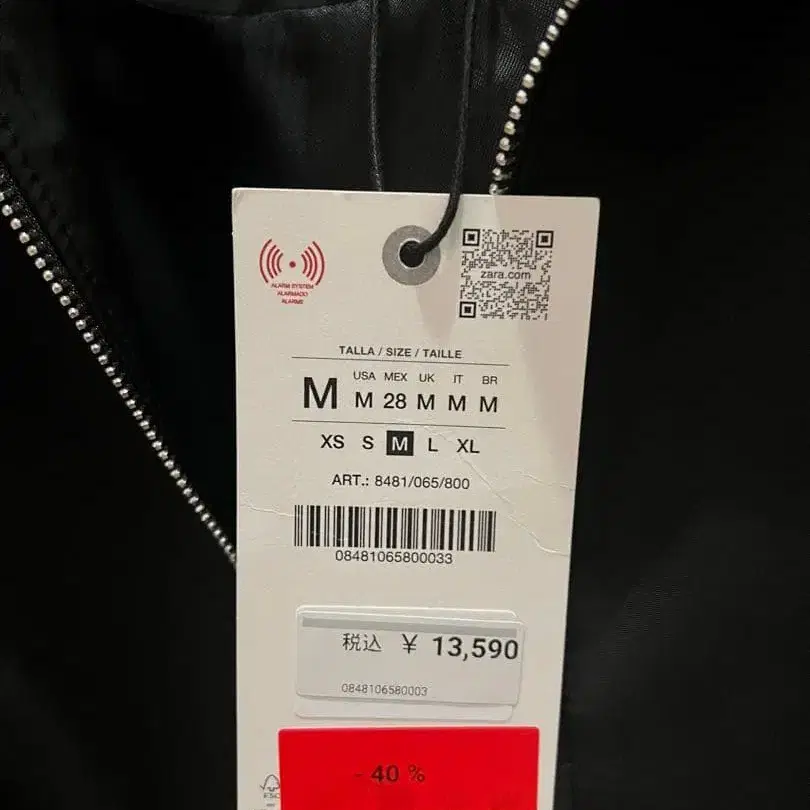 ALARM SYSTEM
ALARMADO
ALARME
zara.com
TALLA / SIZE / TAILLE
USA MEX UK IT BR
M M 28 M M M
XS S M L XL
ART.: 8481/065/800
08481065800033
税込 ¥ 13,590
0848106580003
- 40 %
FSC